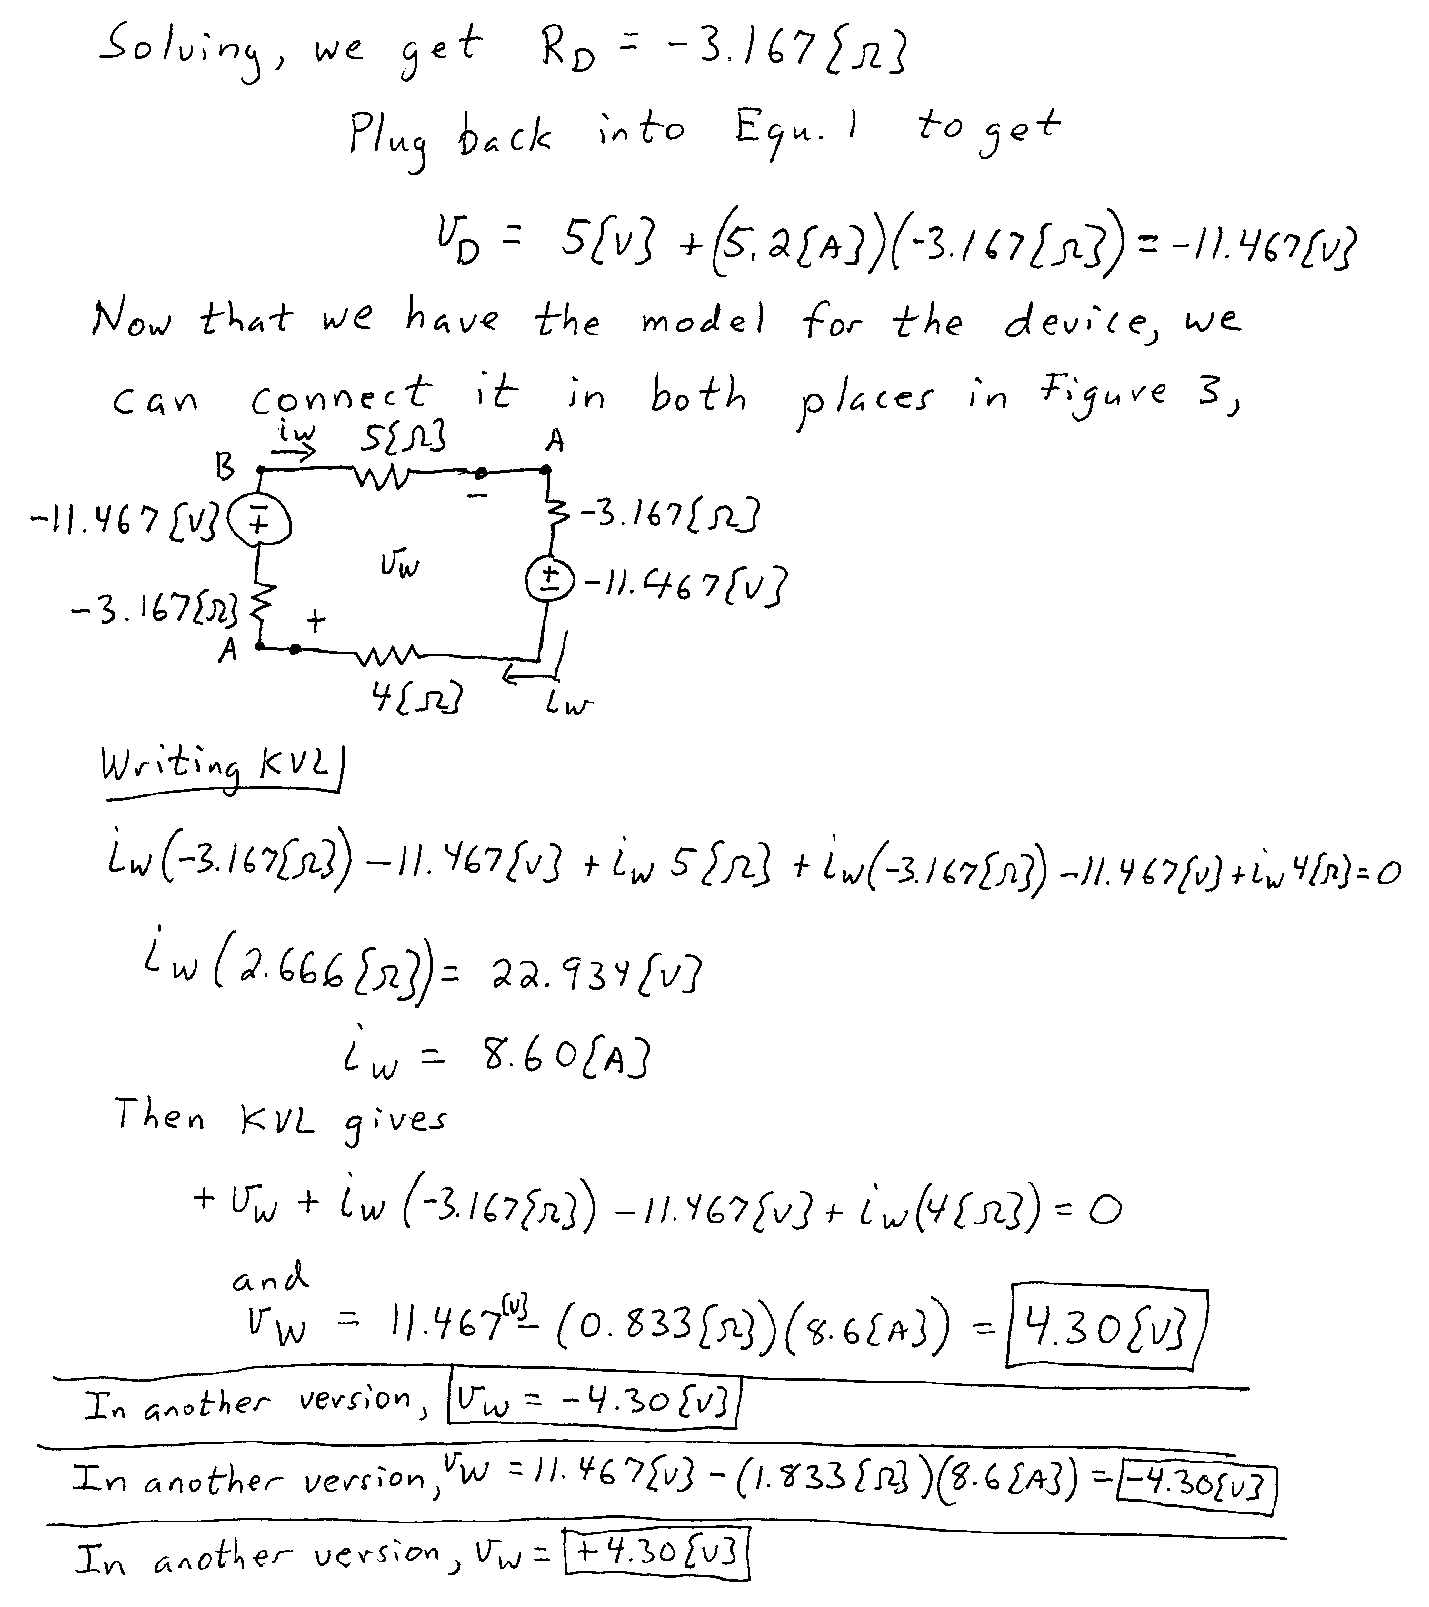 Solving, we get R_D = -3.167{Ω}
Plug back into Equ. 1 to get
v_D = 5{V} + (5.2{A})(-3.167{Ω}) = -11.467{V}
Now that we have the model for the device, we
can connect it in both places in Figure 3,
i_W 5{Ω} A
B
-11.467{V} ∓ - -3.167{Ω}
v_W ± -11.467{V}
-3.167{Ω} +
A
4{Ω} i_W
Writing KVL
i_W(-3.167{Ω}) -11.467{V} + i_W 5{Ω} + i_W(-3.167{Ω}) -11.467{V} + i_W 4{Ω} = 0
i_W(2.666{Ω}) = 22.934{V}
i_W = 8.60{A}
Then KVL gives
+ v_W + i_W(-3.167{Ω}) - 11.467{V} + i_W(4{Ω}) = 0
and
v_W = 11.467{V} - (0.833{Ω})(8.6{A}) = 4.30{V}
In another version, v_W = -4.30{V}
In another version, v_W = 11.467{V} - (1.833{Ω})(8.6{A}) = -4.30{V}
In another version, v_W = +4.30{V}